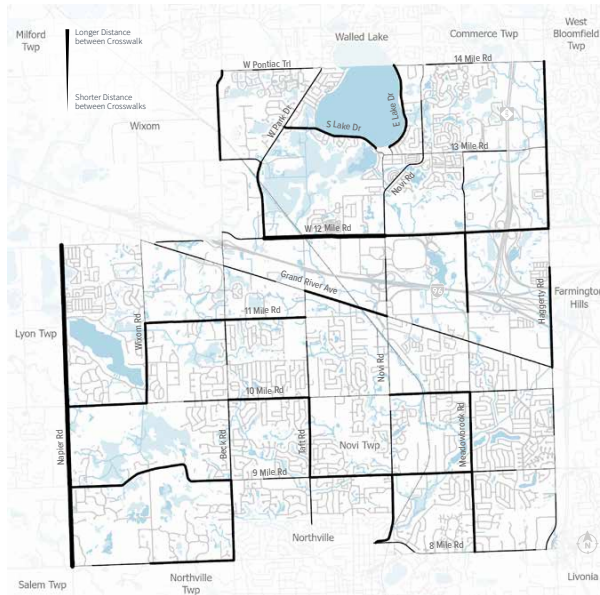 Milford
Twp
Longer Distance
between Crosswalk
Shorter Distance
between Crosswalks
Walled Lake
Commerce Twp
West
Bloomfield
Twp
W Pontiac Trl
14 Mile Rd
Wixom
W Park Dr
S Lake Dr
E Lake Dr
13 Mile Rd
Novi Rd
W 12 Mile Rd
Grand River Ave
Haggerty Rd
Farmington
Hills
11 Mile Rd
Wixom Rd
Lyon Twp
Novi Rd
10 Mile Rd
Napier Rd
Beck Rd
Taft Rd
Novi Twp
Meadowbrook Rd
9 Mile Rd
Northville
8 Mile Rd
N
Salem Twp
Northville
Twp
Livonia